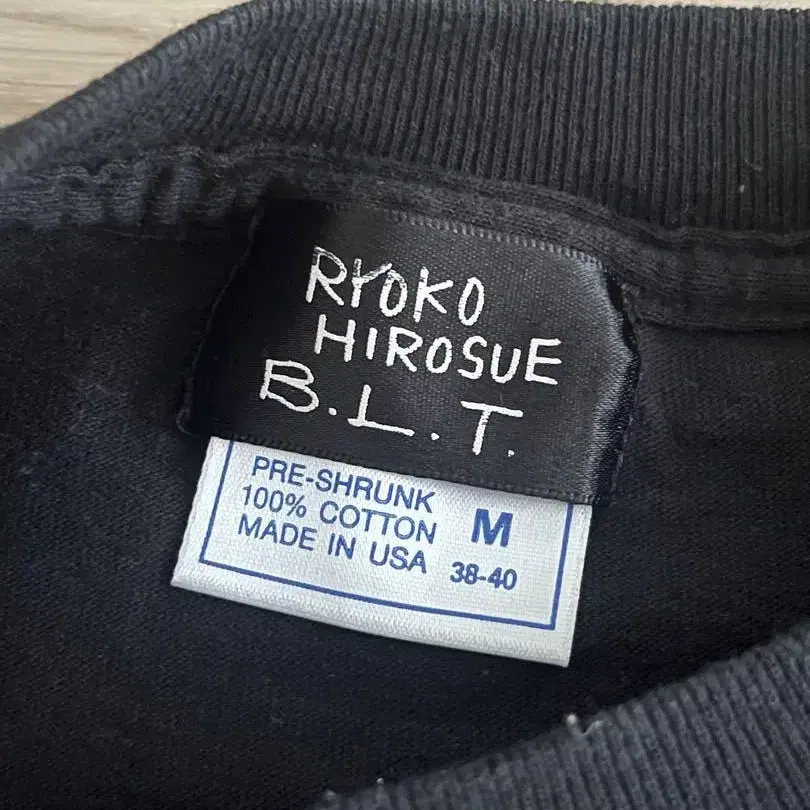 RYOKO
HIROSUE
B.L.T.
PRE-SHRUNK
100% COTTON
MADE IN USA
M
38-40